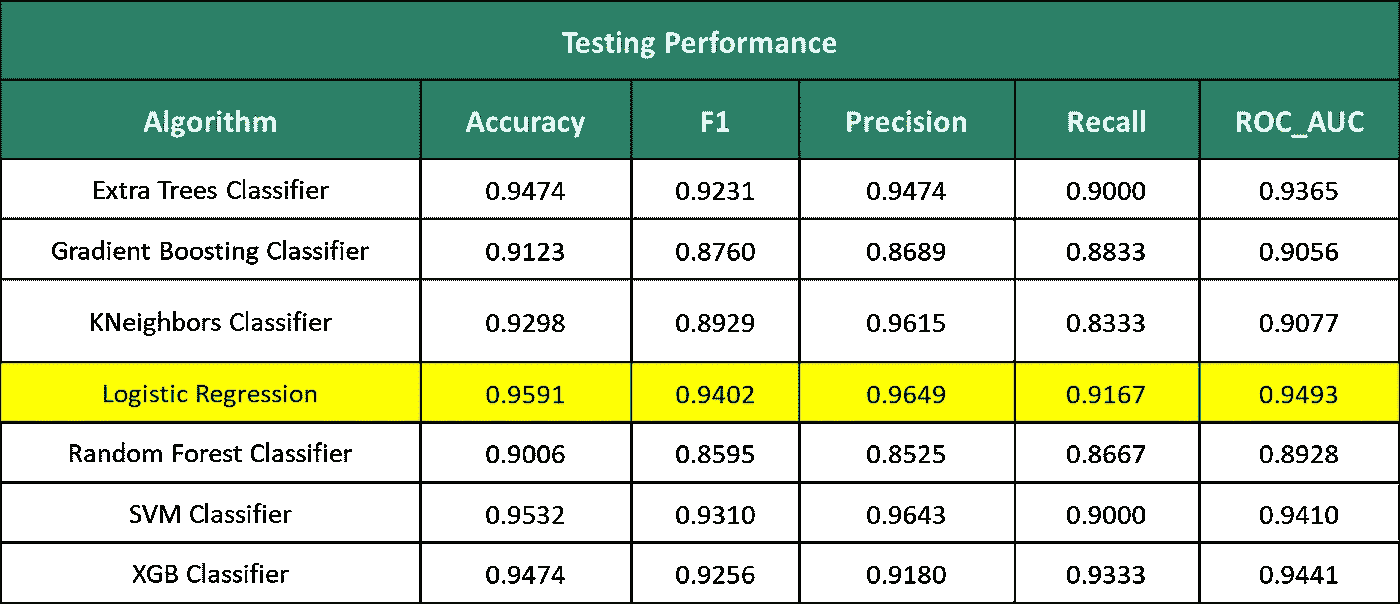 Testing Performance
Algorithm Accuracy F1 Precision Recall ROC_AUC
Extra Trees Classifier 0.9474 0.9231 0.9474 0.9000 0.9365
Gradient Boosting Classifier 0.9123 0.8760 0.8689 0.8833 0.9056
KNeighbors Classifier 0.9298 0.8929 0.9615 0.8333 0.9077
Logistic Regression 0.9591 0.9402 0.9649 0.9167 0.9493
Random Forest Classifier 0.9006 0.8595 0.8525 0.8667 0.8928
SVM Classifier 0.9532 0.9310 0.9643 0.9000 0.9410
XGB Classifier 0.9474 0.9256 0.9180 0.9333 0.9441